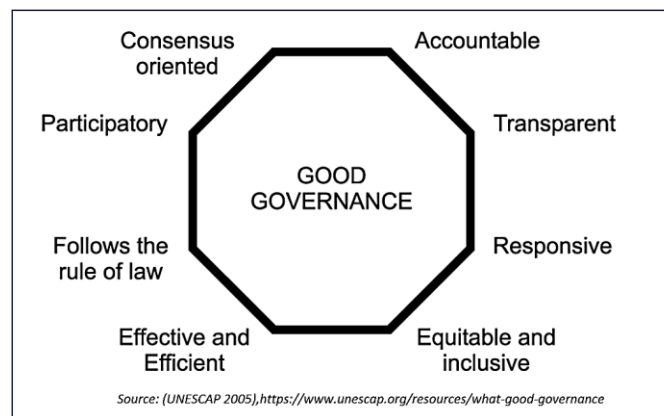 Consensus
oriented
Accountable
Participatory
Transparent
GOOD
GOVERNANCE
Follows the
rule of law
Responsive
Effective and
Efficient
Equitable and
inclusive
Source: (UNESCAP 2005),https://www.unescap.org/resources/what-good-governance